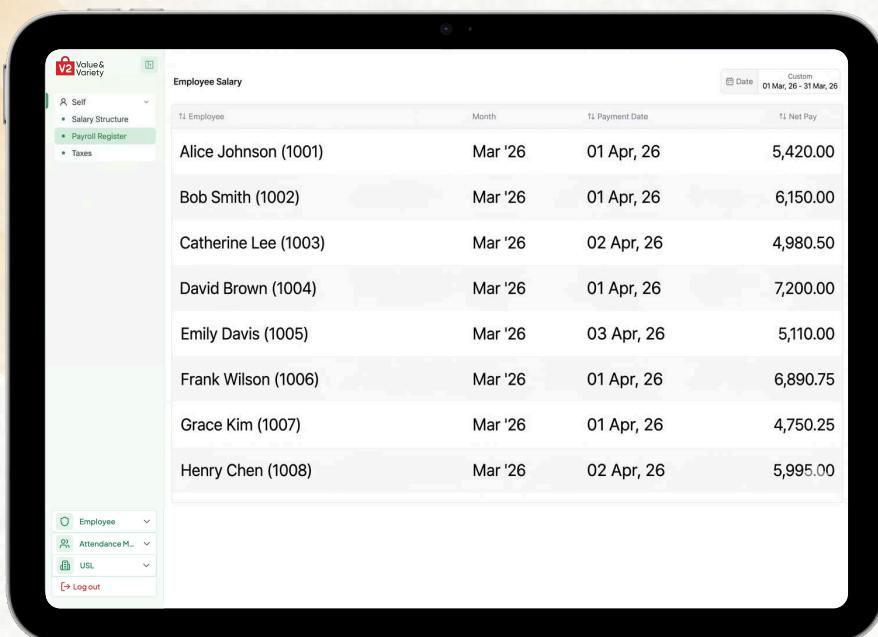 V2 Value &
Variety
Self
Salary Structure
Payroll Register
Taxes
Employee
Attendance M...
USL
Log out
Employee Salary
Date
Custom
01 Mar, 26 - 31 Mar, 26
Employee Month Payment Date Net Pay
Alice Johnson (1001) Mar '26 01 Apr, 26 5,420.00
Bob Smith (1002) Mar '26 01 Apr, 26 6,150.00
Catherine Lee (1003) Mar '26 02 Apr, 26 4,980.50
David Brown (1004) Mar '26 01 Apr, 26 7,200.00
Emily Davis (1005) Mar '26 03 Apr, 26 5,110.00
Frank Wilson (1006) Mar '26 01 Apr, 26 6,890.75
Grace Kim (1007) Mar '26 01 Apr, 26 4,750.25
Henry Chen (1008) Mar '26 02 Apr, 26 5,995.00